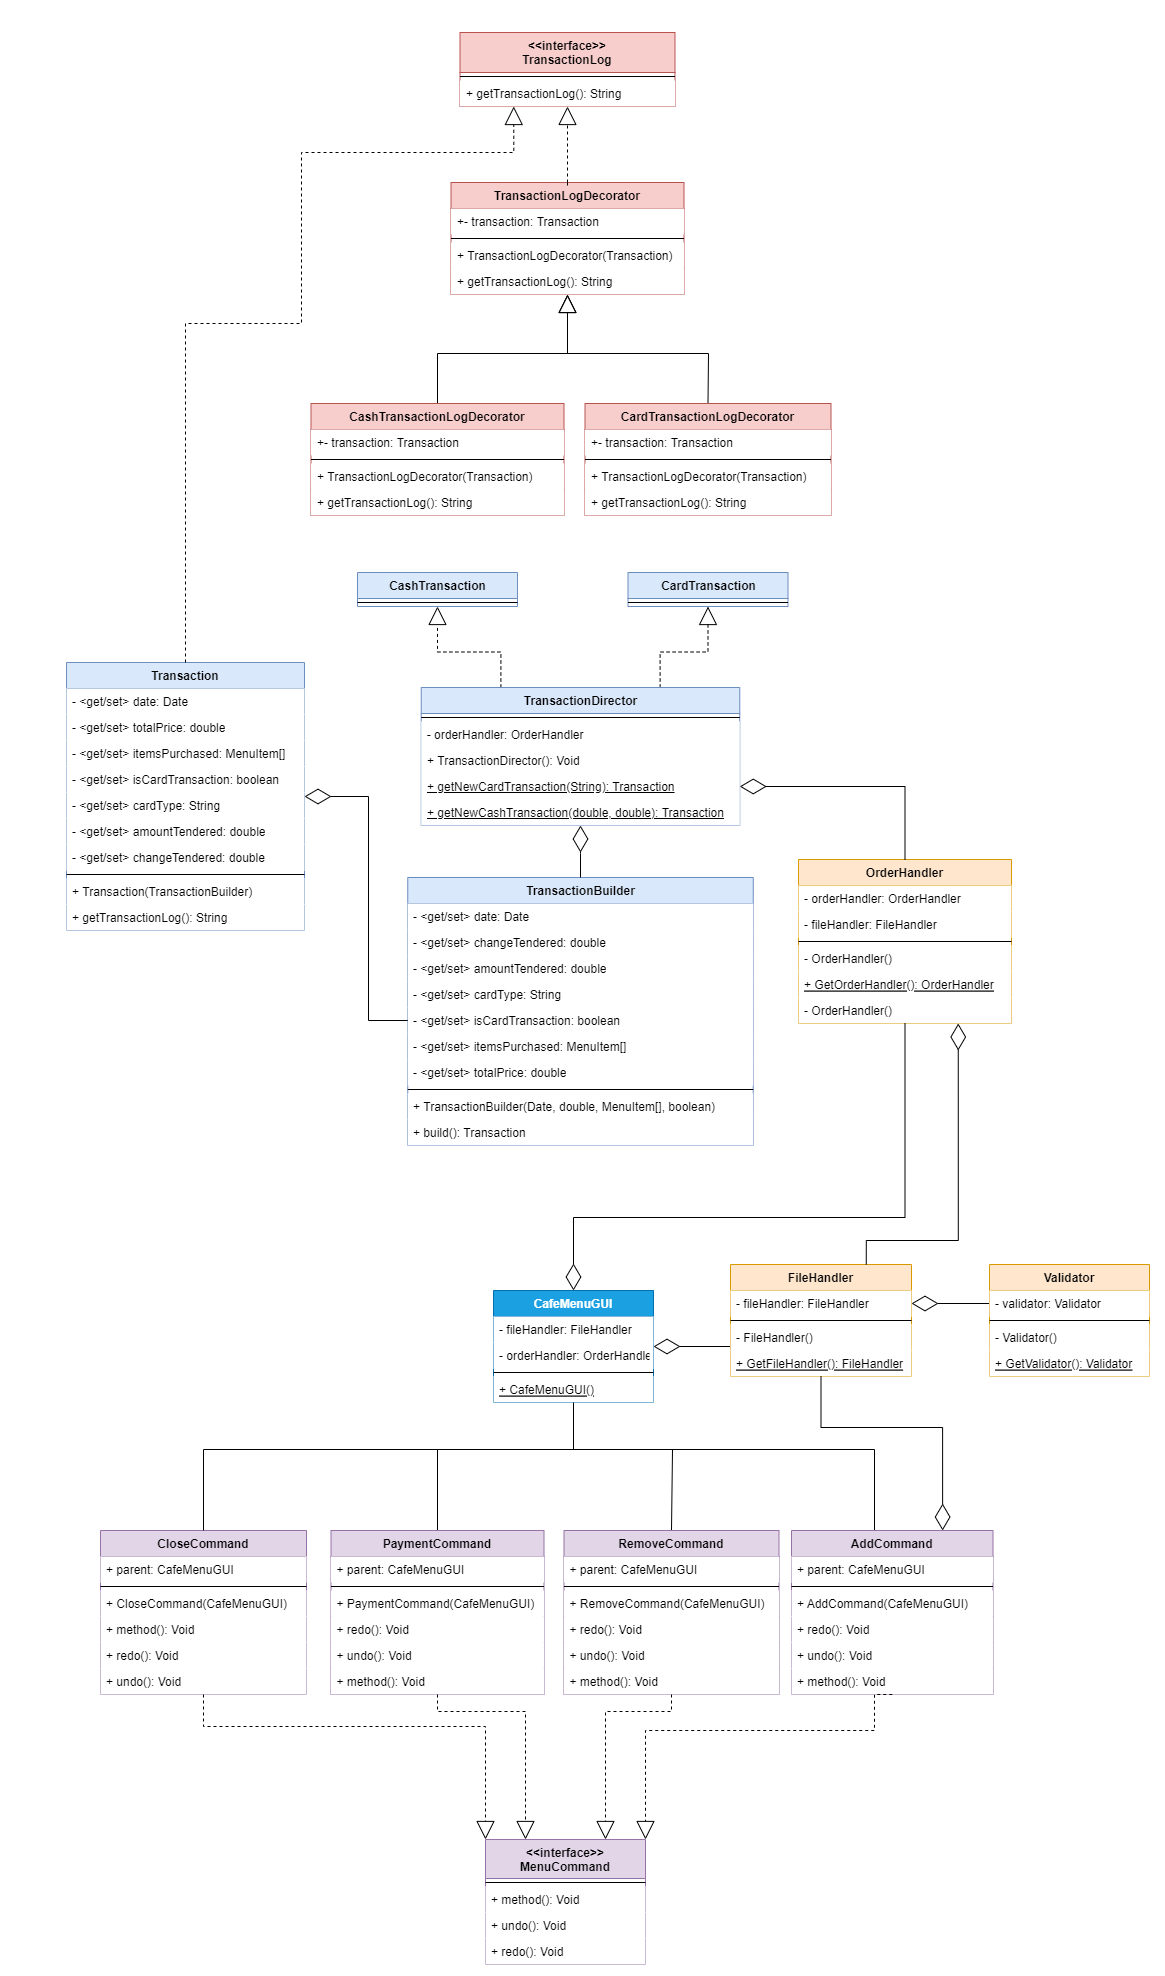 <<interface>>
TransactionLog
+ getTransactionLog(): String
TransactionLogDecorator
+- transaction: Transaction
+ TransactionLogDecorator(Transaction)
+ getTransactionLog(): String
CashTransactionLogDecorator
+- transaction: Transaction
+ TransactionLogDecorator(Transaction)
+ getTransactionLog(): String
CardTransactionLogDecorator
+- transaction: Transaction
+ TransactionLogDecorator(Transaction)
+ getTransactionLog(): String
CashTransaction
CardTransaction
Transaction
- <get/set> date: Date
- <get/set> totalPrice: double
- <get/set> itemsPurchased: MenuItem[]
- <get/set> isCardTransaction: boolean
- <get/set> cardType: String
- <get/set> amountTendered: double
- <get/set> changeTendered: double
+ Transaction(TransactionBuilder)
+ getTransactionLog(): String
TransactionDirector
- orderHandler: OrderHandler
+ TransactionDirector(): Void
+ getNewCardTransaction(String): Transaction
+ getNewCashTransaction(double, double): Transaction
TransactionBuilder
- <get/set> date: Date
- <get/set> changeTendered: double
- <get/set> amountTendered: double
- <get/set> cardType: String
- <get/set> isCardTransaction: boolean
- <get/set> itemsPurchased: MenuItem[]
- <get/set> totalPrice: double
+ TransactionBuilder(Date, double, MenuItem[], boolean)
+ build(): Transaction
OrderHandler
- orderHandler: OrderHandler
- fileHandler: FileHandler
- OrderHandler()
+ GetOrderHandler(): OrderHandler
- OrderHandler()
CafeMenuGUI
- fileHandler: FileHandler
- orderHandler: OrderHandle
+ CafeMenuGUI()
FileHandler
- fileHandler: FileHandler
- FileHandler()
+ GetFileHandler(): FileHandler
Validator
- validator: Validator
- Validator()
+ GetValidator(): Validator
CloseCommand
+ parent: CafeMenuGUI
+ CloseCommand(CafeMenuGUI)
+ method(): Void
+ redo(): Void
+ undo(): Void
PaymentCommand
+ parent: CafeMenuGUI
+ PaymentCommand(CafeMenuGUI)
+ redo(): Void
+ undo(): Void
+ method(): Void
RemoveCommand
+ parent: CafeMenuGUI
+ RemoveCommand(CafeMenuGUI)
+ redo(): Void
+ undo(): Void
+ method(): Void
AddCommand
+ parent: CafeMenuGUI
+ AddCommand(CafeMenuGUI)
+ redo(): Void
+ undo(): Void
+ method(): Void
<<interface>>
MenuCommand
+ method(): Void
+ undo(): Void
+ redo(): Void